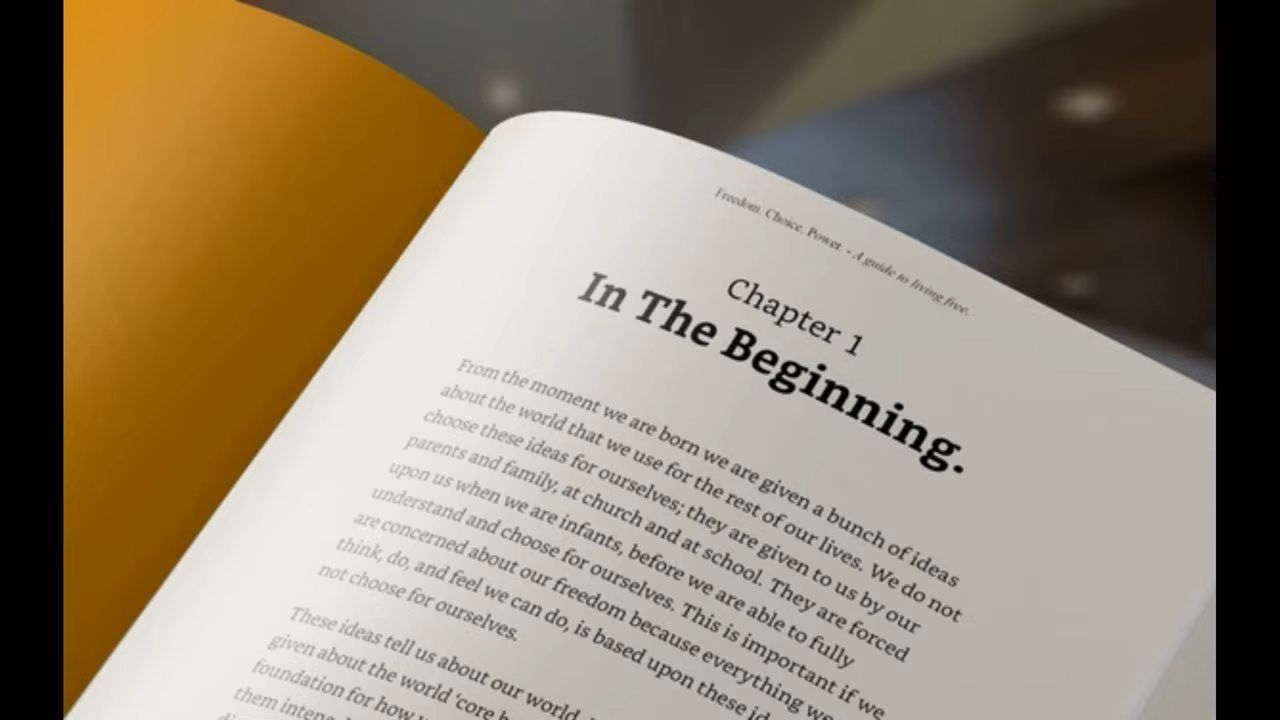 Freedom. Choice. Power. - A guide to living free.
Chapter 1
In The Beginning.
From the moment we are born we are given a bunch of ideas
about the world that we use for the rest of our lives. We do not
choose these ideas for ourselves; they are given to us by our
parents and family, at church and at school. They are forced
upon us when we are infants, before we are able to fully
understand and choose for ourselves. This is important if we
are concerned about our freedom because everything we
think, do, and feel we can do, is based upon these
not choose for ourselves.
These ideas tell us about our world.
given about the world 'core
foundation for how
them